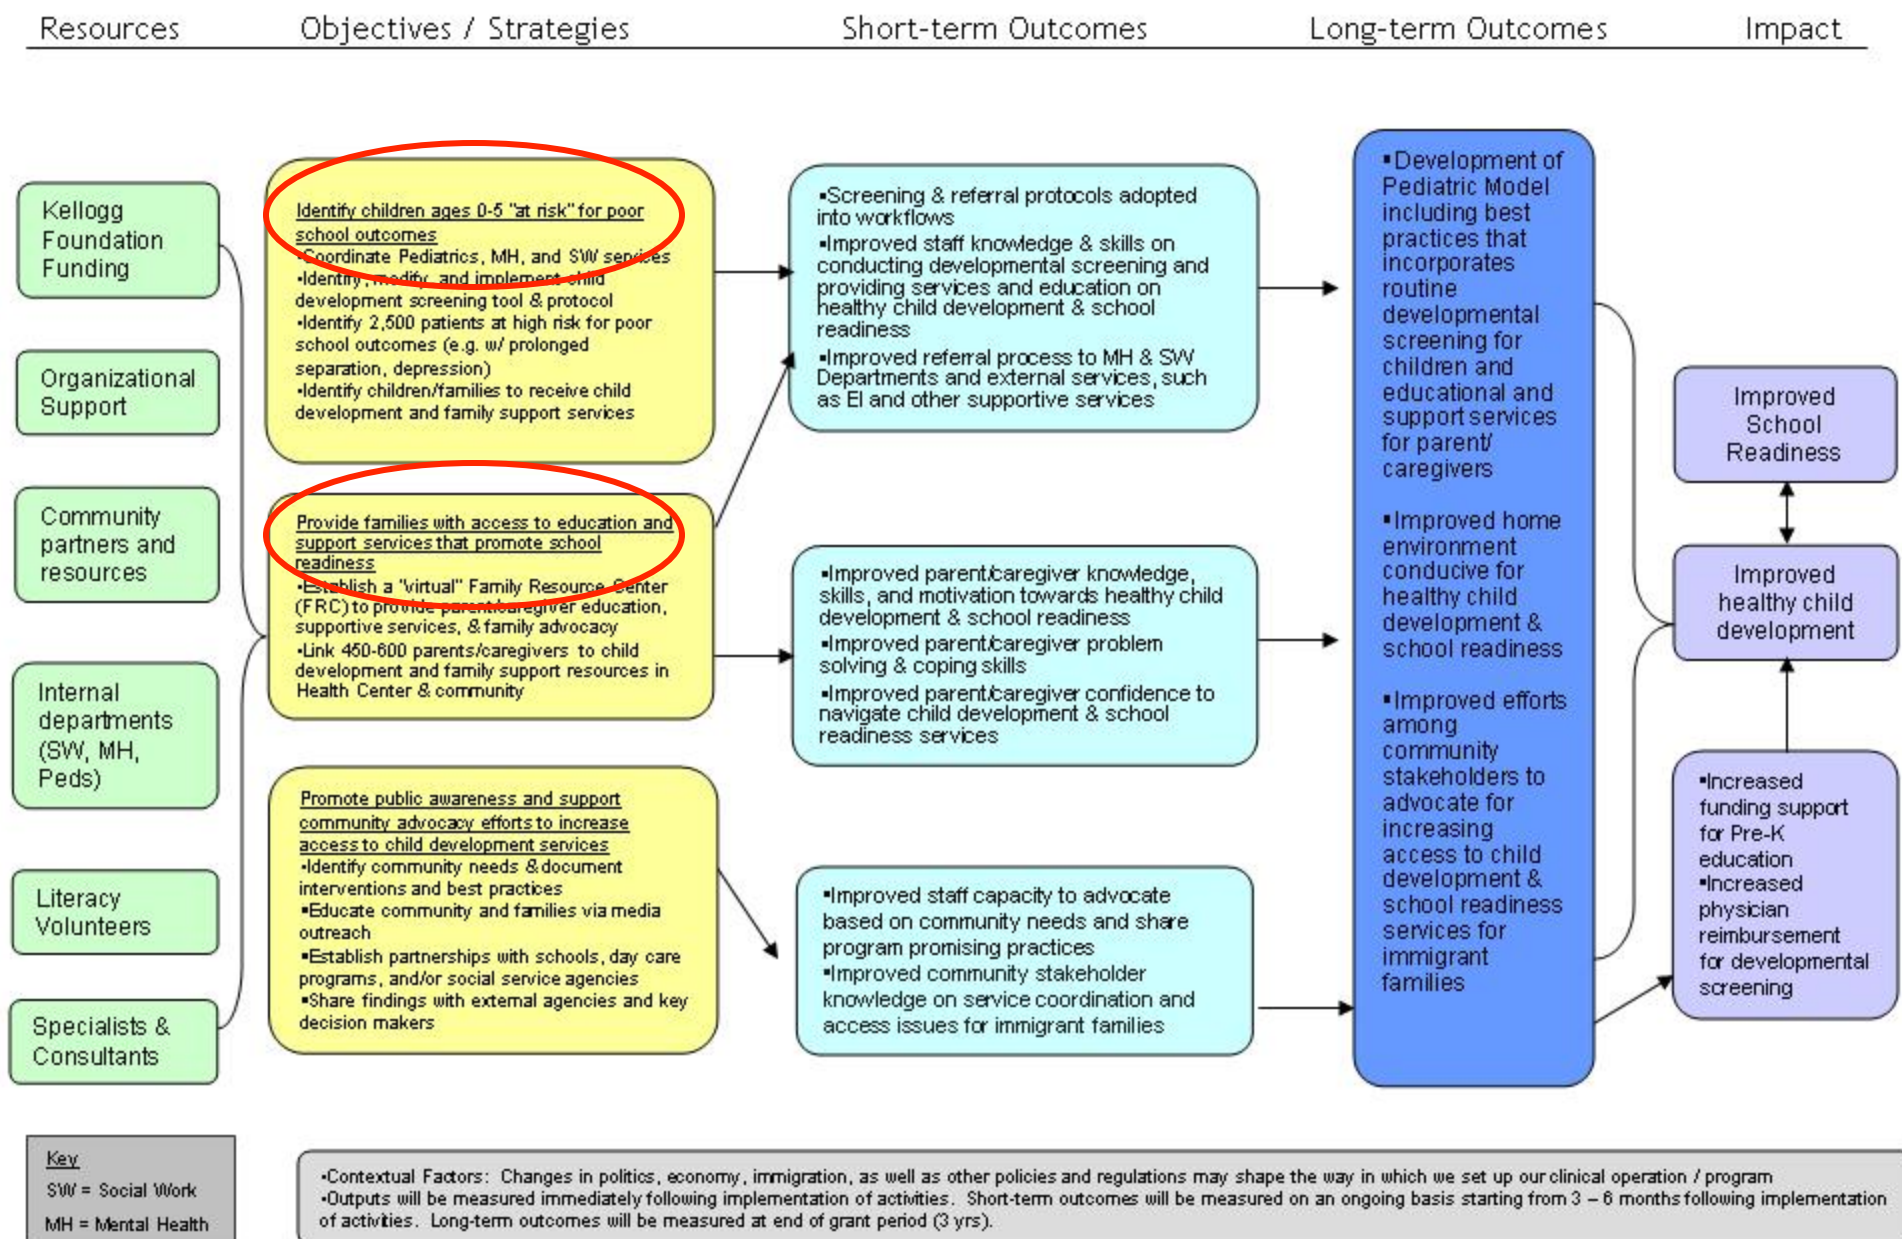 Resources
Objectives / Strategies
Short-term Outcomes
Long-term Outcomes
Impact
Kellogg
Foundation
Funding
Organizational
Support
Community
partners and
resources
Internal
departments
(SW, MH,
Peds)
Literacy
Volunteers
Specialists &
Consultants
Identify children ages 0-5 "at risk" for poor
school outcomes
•Coordinate Pediatrics, MH, and SW services
•Identify, modify, and implement child
development screening tool & protocol
•Identify 2,500 patients at high risk for poor
school outcomes (e.g. w/ prolonged
separation, depression)
•Identify children/families to receive child
development and family support services
Provide families with access to education and
support services that promote school
readiness
•Establish a "virtual" Family Resource Center
(FRC) to provide parent/caregiver education,
supportive services, & family advocacy
•Link 450-600 parents/caregivers to child
development and family support resources in
Health Center & community
Promote public awareness and support
community advocacy efforts to increase
access to child development services
•Identify community needs & document
interventions and best practices
▪Educate community and families via media
outreach
▪Establish partnerships with schools, day care
programs, and/or social service agencies
▪Share findings with external agencies and key
decision makers
▪Screening & referral protocols adopted
into workflows
▪Improved staff knowledge & skills on
conducting developmental screening and
providing services and education on
healthy child development & school
readiness
▪Improved referral process to MH & SW
Departments and external services, such
as EI and other supportive services
▪Improved parent/caregiver knowledge,
skills, and motivation towards healthy child
development & school readiness
▪Improved parent/caregiver problem
solving & coping skills
▪Improved parent/caregiver confidence to
navigate child development & school
readiness services
▪Improved staff capacity to advocate
based on community needs and share
program promising practices
▪Improved community stakeholder
knowledge on service coordination and
access issues for immigrant families
▪Development of
Pediatric Model
including best
practices that
incorporates
routine
developmental
screening for
children and
educational and
support services
for parent/
caregivers
▪Improved home
environment
conducive for
healthy child
development &
school readiness
▪Improved efforts
among
community
stakeholders to
advocate for
increasing
access to child
development &
school readiness
services for
immigrant
families
Improved
School
Readiness
Improved
healthy child
development
▪Increased
funding support
for Pre-K
education
▪Increased
physician
reimbursement
for developmental
screening
Key
SW = Social Work
MH = Mental Health
•Contextual Factors: Changes in politics, economy, immigration, as well as other policies and regulations may shape the way in which we set up our clinical operation / program
•Outputs will be measured immediately following implementation of activities. Short-term outcomes will be measured on an ongoing basis starting from 3 – 6 months following implementation
of activities. Long-term outcomes will be measured at end of grant period (3 yrs).